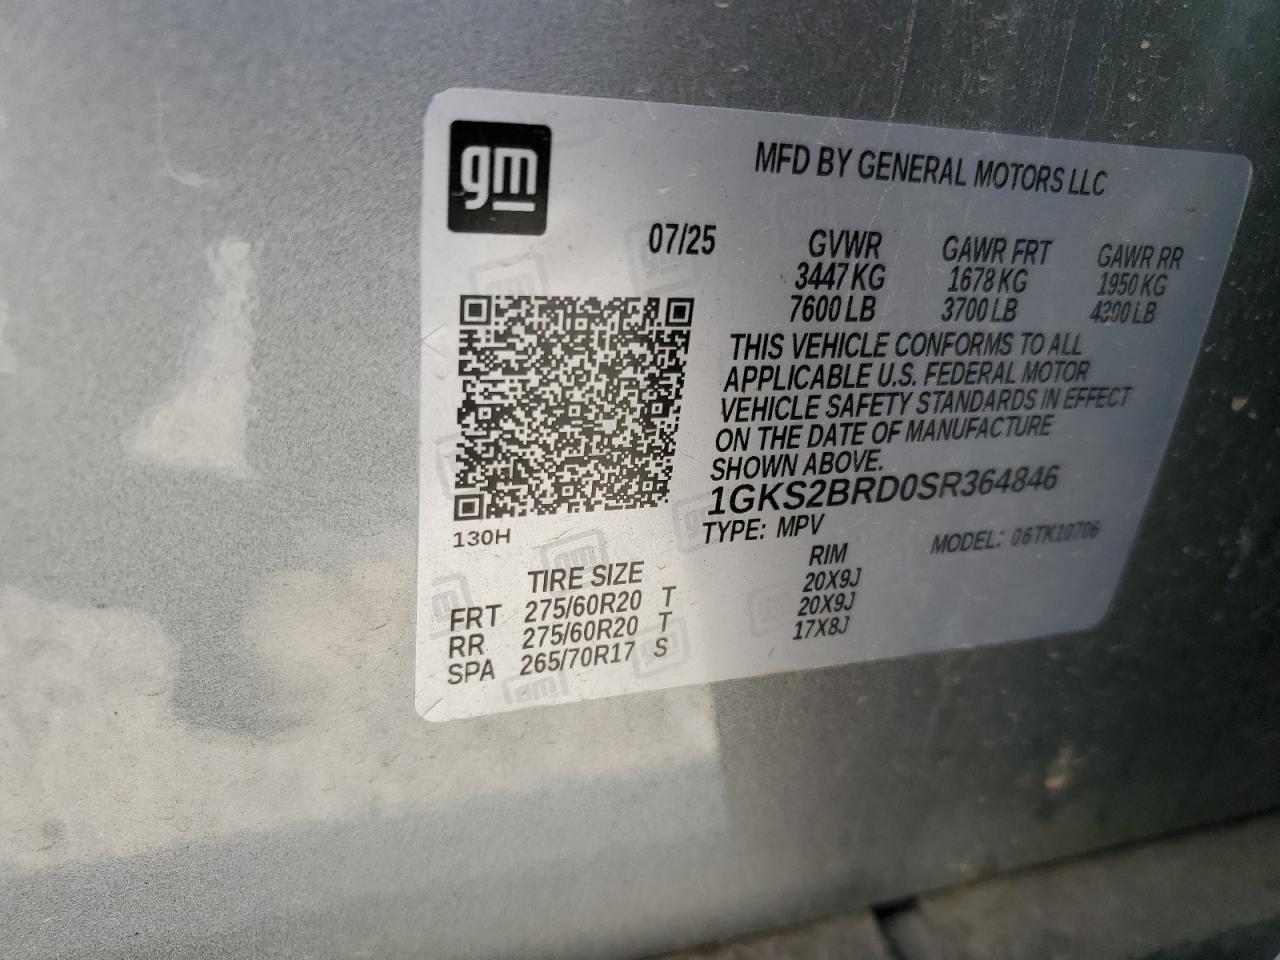 gm
MFD BY GENERAL MOTORS LLC
07/25 GVWR GAWR FRT GAWR RR
3447 KG 1678 KG 1950 KG
7600 LB 3700 LB 4300 LB
THIS VEHICLE CONFORMS TO ALL
APPLICABLE U.S. FEDERAL MOTOR
VEHICLE SAFETY STANDARDS IN EFFECT
ON THE DATE OF MANUFACTURE
SHOWN ABOVE.
1GKS2BRD0SR364846
130H
TYPE: MPV MODEL: 06TK10706
TIRE SIZE RIM
FRT 275/60R20 T 20X9J
RR 275/60R20 T 20X9J
SPA 265/70R17 S 17X8J